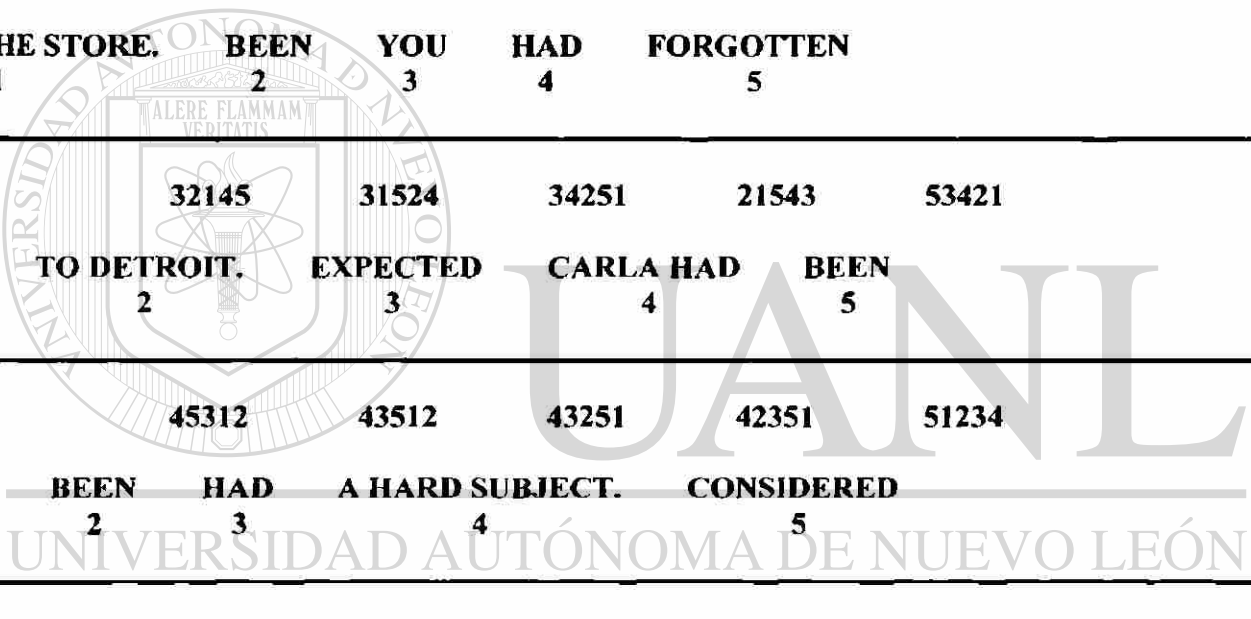 HE STORE. BEEN YOU HAD FORGOTTEN
2 3 4 5
ALERE FLAMMAM
VERITATIS
32145 31524 34251 21543 53421
TO DETROIT. EXPECTED CARLA HAD BEEN
2 3 4 5
45312 43512 43251 42351 51234
BEEN HAD A HARD SUBJECT. CONSIDERED
2 3 4 5
UANL
UNIVERSIDAD AUTÓNOMA DE NUEVO LEÓN